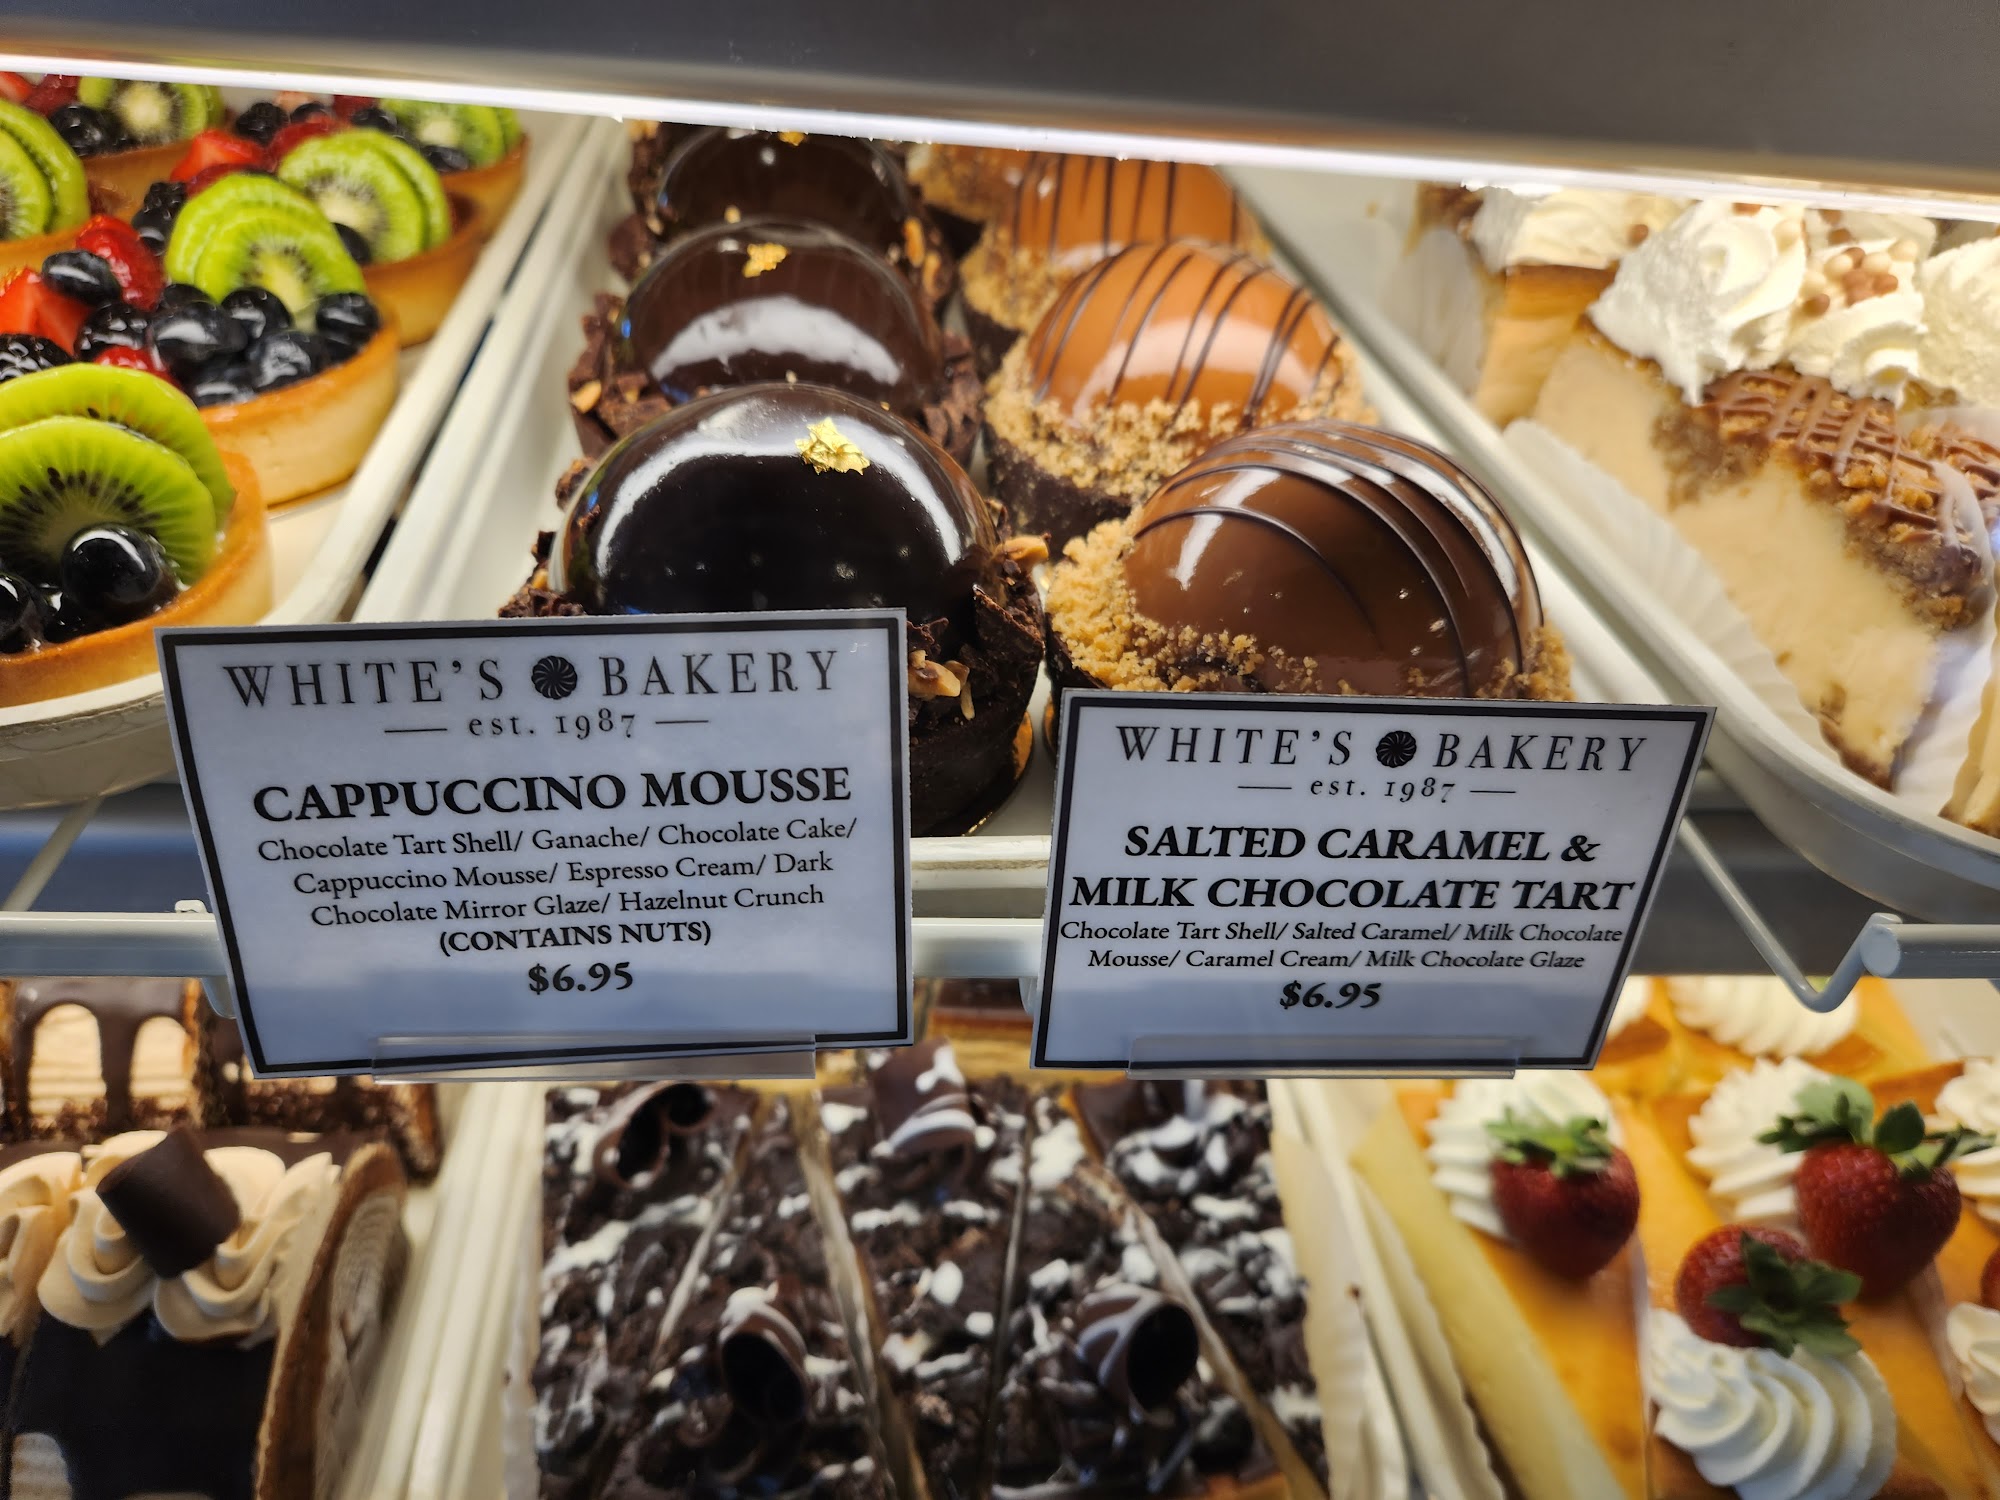 WHITE'S BAKERY
est. 1987
CAPPUCCINO MOUSSE
Chocolate Tart Shell/ Ganache/ Chocolate Cake/
Cappuccino Mousse/ Espresso Cream/ Dark
Chocolate Mirror Glaze/ Hazelnut Crunch
(CONTAINS NUTS)
$6.95
WHITE'S BAKERY
est. 1987
SALTED CARAMEL &
MILK CHOCOLATE TART
Chocolate Tart Shell/ Salted Caramel/ Milk Chocolate
Mousse/ Caramel Cream/ Milk Chocolate Glaze
$6.95